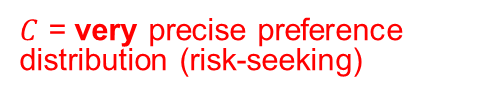 C = very precise preference
distribution (risk-seeking)